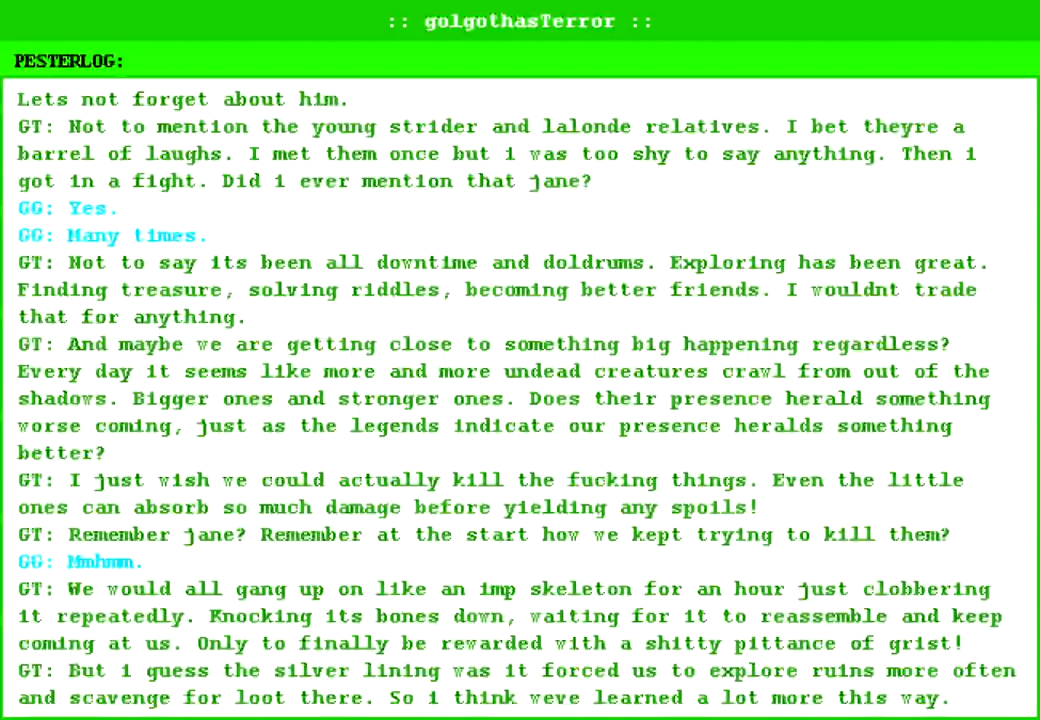 :: golgothasTerror ::
PESTERLOG:
Lets not forget about him.
GT: Not to mention the young strider and lalonde relatives. I bet theyre a
barrel of laughs. I met them once but i was too shy to say anything. Then i
got in a fight. Did i ever mention that jane?
GG: Yes.
GG: Many times.
GT: Not to say its been all downtime and doldrums. Exploring has been great.
Finding treasure, solving riddles, becoming better friends. I wouldnt trade
that for anything.
GT: And maybe we are getting close to something big happening regardless?
Every day it seems like more and more undead creatures crawl from out of the
shadows. Bigger ones and stronger ones. Does their presence herald something
worse coming, just as the legends indicate our presence heralds something
better?
GT: I just wish we could actually kill the fucking things. Even the little
ones can absorb so much damage before yielding any spoils!
GT: Remember jane? Remember at the start how we kept trying to kill them?
GG: Mmhmm.
GT: We would all gang up on like an imp skeleton for an hour just clobbering
it repeatedly. Knocking its bones down, waiting for it to reassemble and keep
coming at us. Only to finally be rewarded with a shitty pittance of grist!
GT: But i guess the silver lining was it forced us to explore ruins more often
and scavenge for loot there. So i think weve learned a lot more this way.